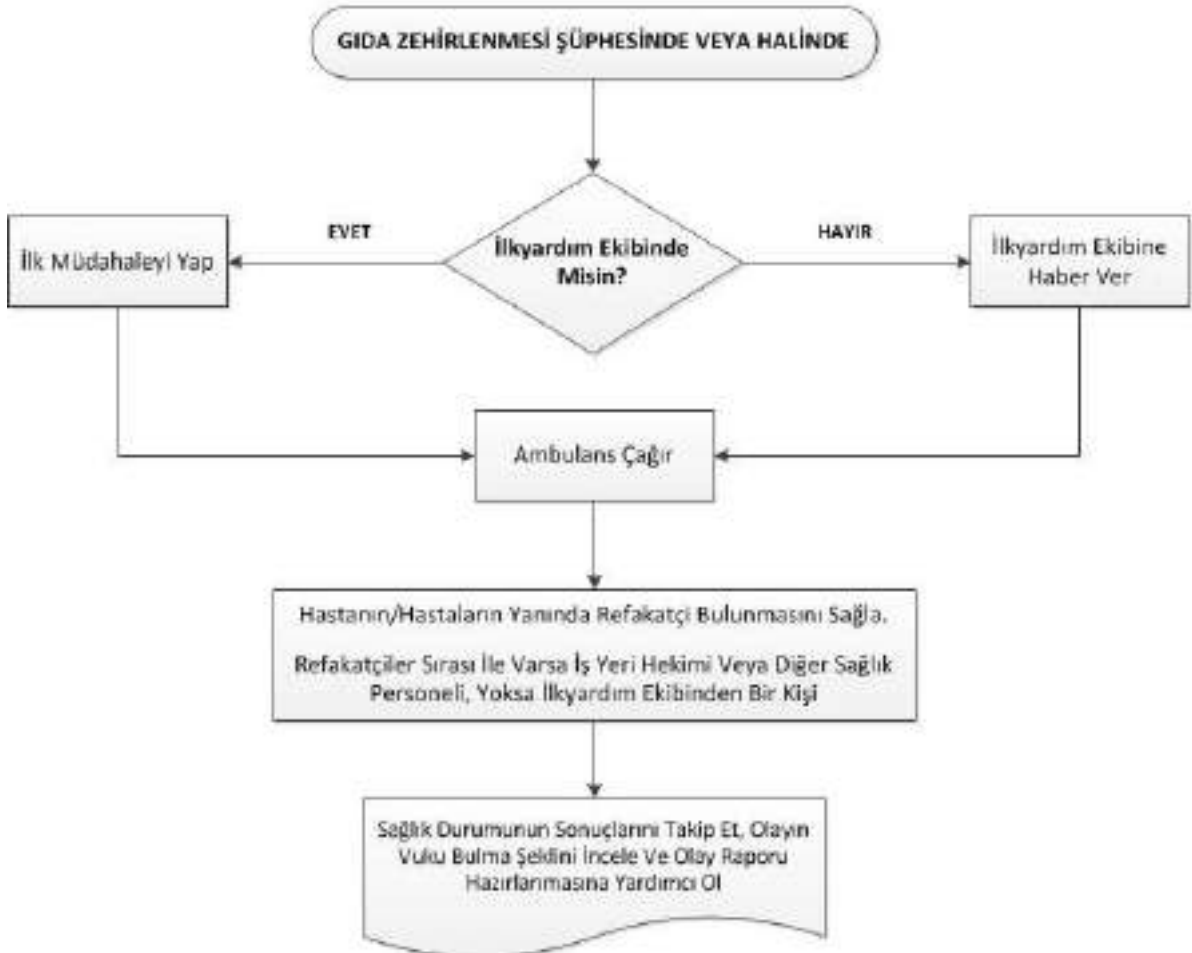 GIDA ZEHİRLENMESİ ŞÜPHESİNDE VEYA HALİNDE
EVET
HAYIR
İlk Müdahaleyi Yap
İlkyardım Ekibinde
Misin?
İlkyardım Ekibine
Haber Ver
Ambulans Çağır
Hastanın/Hastaların Yanında Refakatçi Bulunmasını Sağla.
Refakatçiler Sırası İle Varsa İş Yeri Hekimi Veya Diğer Sağlık
Personeli, Yoksa İlkyardım Ekibinden Bir Kişi
Sağlık Durumunun Sonuçlarını Takip Et, Olayın
Vuku Bulma Şeklini İncele Ve Olay Raporu
Hazırlanmasına Yardımcı Ol